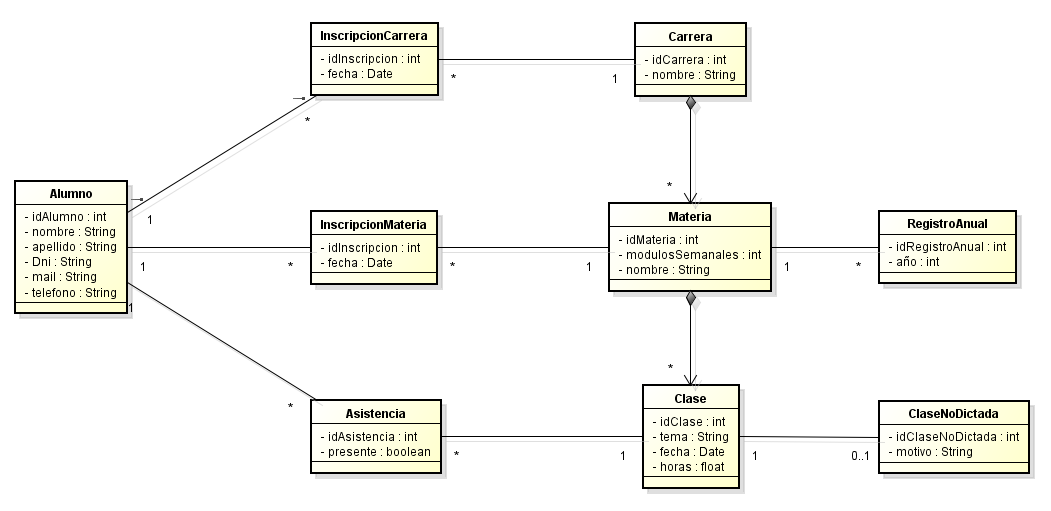 InscripcionCarrera
- idInscripcion : int
- fecha : Date
*
Carrera
- idCarrera : int
- nombre : String
1
*
Alumno
- idAlumno : int
- nombre : String
- apellido : String
- Dni : String
- mail : String
- telefono : String
1
1
1
*
InscripcionMateria
- idInscripcion : int
- fecha : Date
*
*
Materia
- idMateria : int
- modulosSemanales : int
- nombre : String
1
*
1
RegistroAnual
- idRegistroAnual : int
- año : int
*
Asistencia
- idAsistencia : int
- presente : boolean
*
*
Clase
- idClase : int
- tema : String
- fecha : Date
- horas : float
1
*
1
ClaseNoDictada
- idClaseNoDictada : int
- motivo : String
0..1